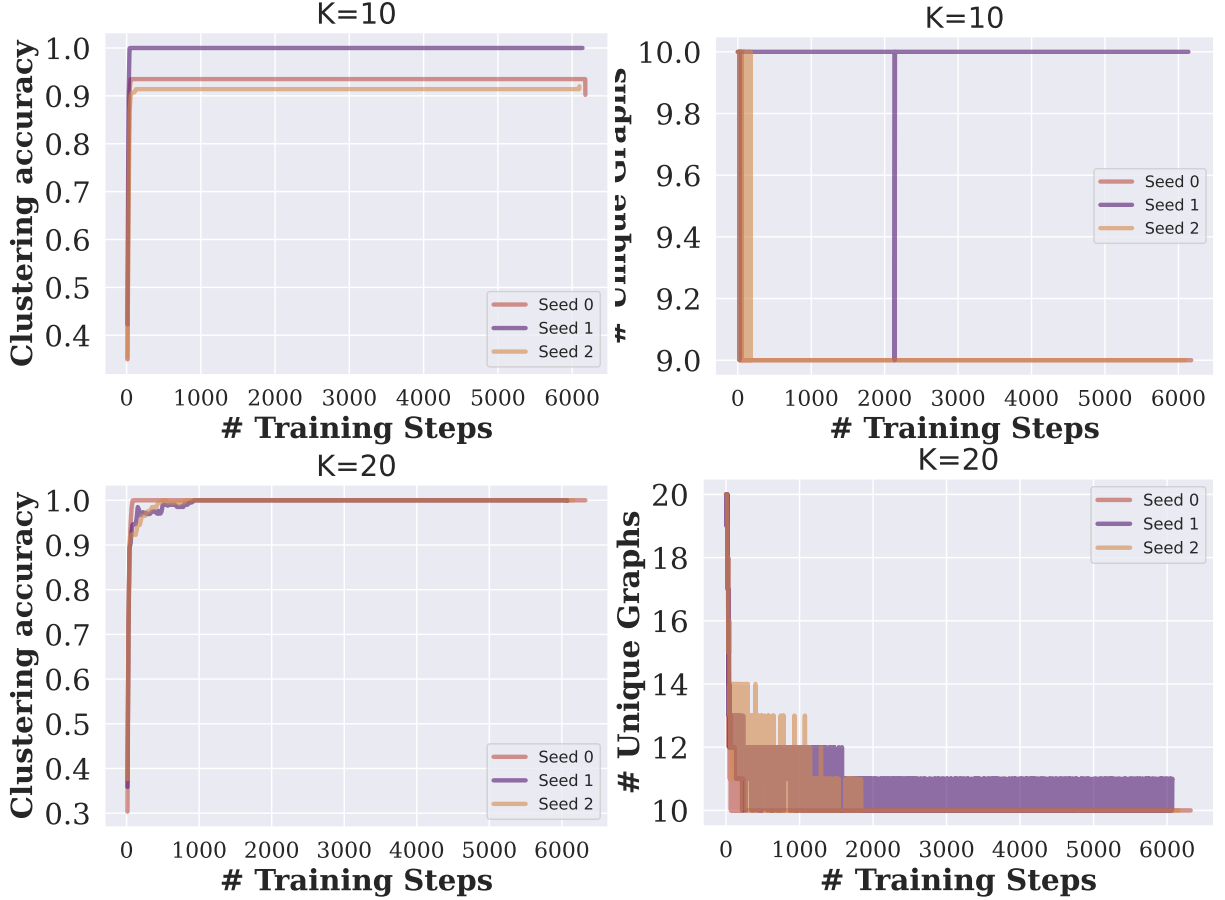 K=10
Clustering accuracy
1.0
0.9
0.8
0.7
0.6
0.5
0.4
Seed 0
Seed 1
Seed 2
0 1000 2000 3000 4000 5000 6000
# Training Steps
K=10
# Unique Graphs
10.0
9.8
9.6
9.4
9.2
9.0
Seed 0
Seed 1
Seed 2
0 1000 2000 3000 4000 5000 6000
# Training Steps
K=20
Clustering accuracy
1.0
0.9
0.8
0.7
0.6
0.5
0.4
0.3
Seed 0
Seed 1
Seed 2
0 1000 2000 3000 4000 5000 6000
# Training Steps
K=20
# Unique Graphs
20
18
16
14
12
10
Seed 0
Seed 1
Seed 2
0 1000 2000 3000 4000 5000 6000
# Training Steps